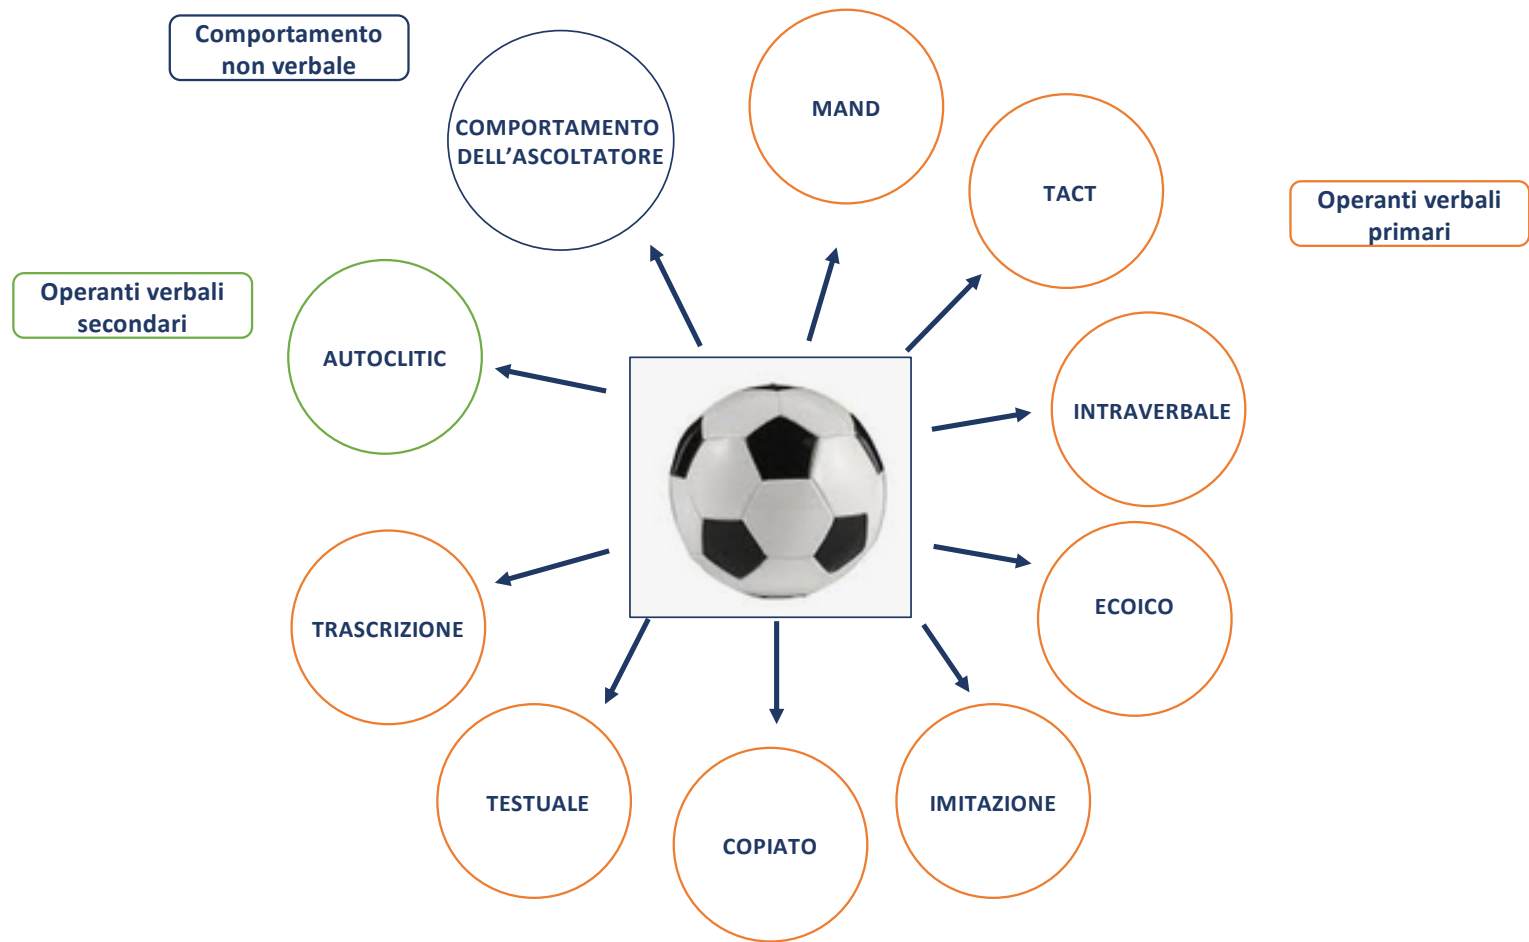 Comportamento
non verbale
COMPORTAMENTO
DELL’ASCOLTATORE
MAND
TACT
Operanti verbali
primari
Operanti verbali
secondari
AUTOCLITIC
INTRAVERBALE
ECOICO
TRASCRIZIONE
TESTUALE
COPIATO
IMITAZIONE